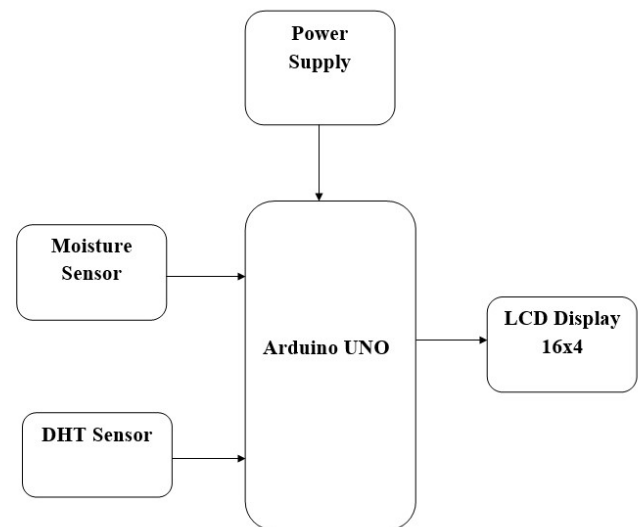 Power
Supply
Moisture
Sensor
Arduino UNO
LCD Display
16x4
DHT Sensor